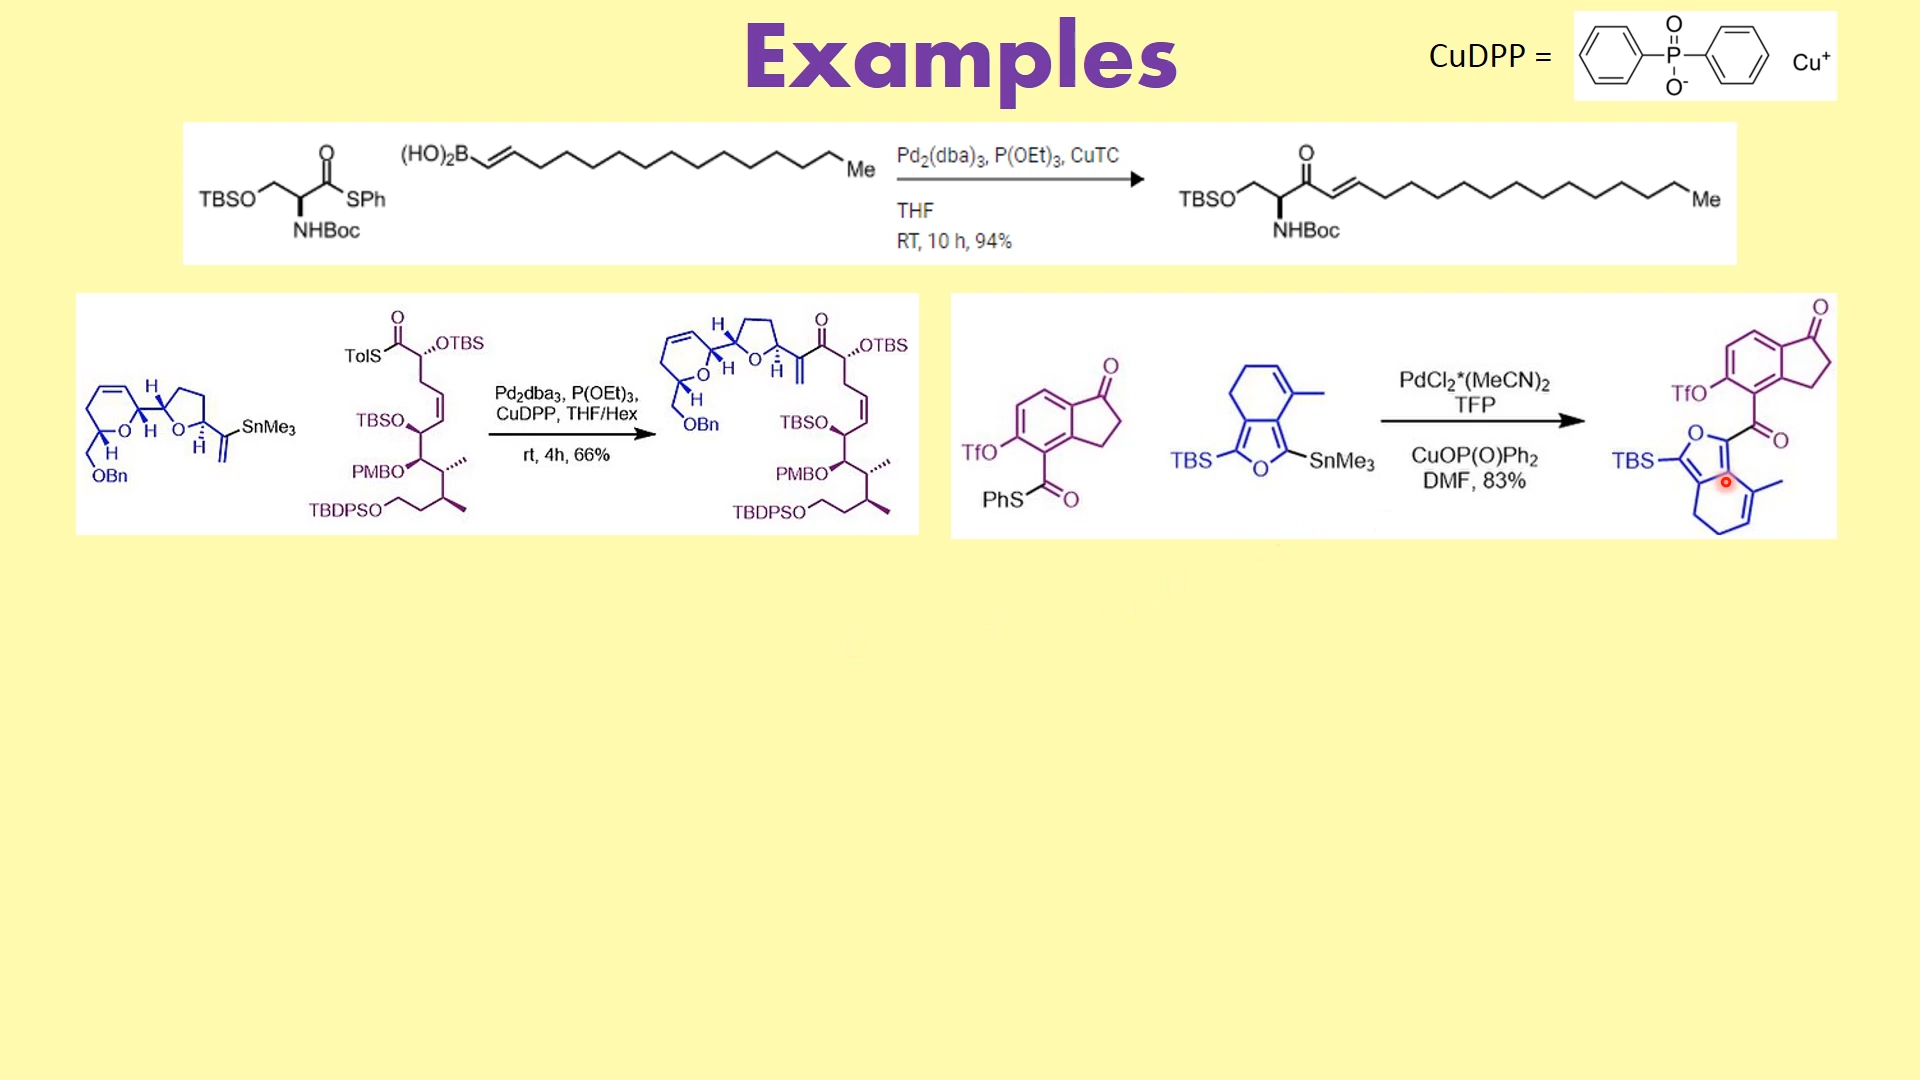 Examples
CuDPP =
O
P
O-
Cu⁺
O
TBSO
SPh
NHBoc
(HO)₂B
Me
Pd₂(dba)₃, P(OEt)₃, CuTC
THF
RT, 10 h, 94%
O
TBSO
Me
NHBoc
H
O
H
O
H
H
SnMe₃
OBn
O
TolS
OTBS
TBSO
PMBO
TBDPSO
Pd₂dba₃, P(OEt)₃,
CuDPP, THF/Hex
rt, 4h, 66%
H
O
H
O
H
H
OBn
O
OTBS
TBSO
PMBO
TBDPSO
O
TfO
PhS
O
TBS
O
SnMe₃
PdCl₂*(MeCN)₂
TFP
CuOP(O)Ph₂
DMF, 83%
O
TfO
O
O
TBS